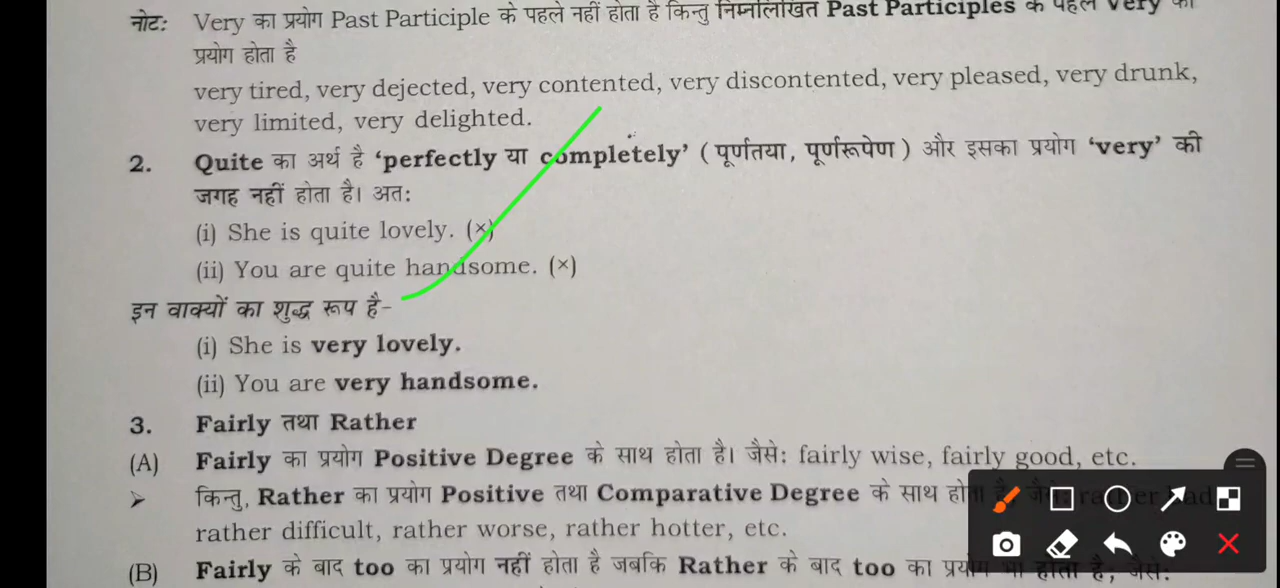 नोट: Very का प्रयोग Past Participle के पहले नहीं होता है किन्तु निम्नलिखित Past Participles के पहले very का
प्रयोग होता है
very tired, very dejected, very contented, very discontented, very pleased, very drunk,
very limited, very delighted.
2. Quite का अर्थ है ‘perfectly या completely’ ( पूर्णतया, पूर्णरूपेण ) और इसका प्रयोग ‘very’ की
जगह नहीं होता है। अत:
(i) She is quite lovely. (×)
(ii) You are quite handsome. (×)
इन वाक्यों का शुद्ध रूप है-
(i) She is very lovely.
(ii) You are very handsome.
3. Fairly तथा Rather
(A) Fairly का प्रयोग Positive Degree के साथ होता है। जैसे: fairly wise, fairly good, etc.
➢ किन्तु, Rather का प्रयोग Positive तथा Comparative Degree के साथ होता है, जैसे:
rather difficult, rather worse, rather hotter, etc.
(B) Fairly के बाद too का प्रयोग नहीं होता है जबकि Rather के बाद too का प्रयोग भी होता है; जैसे: